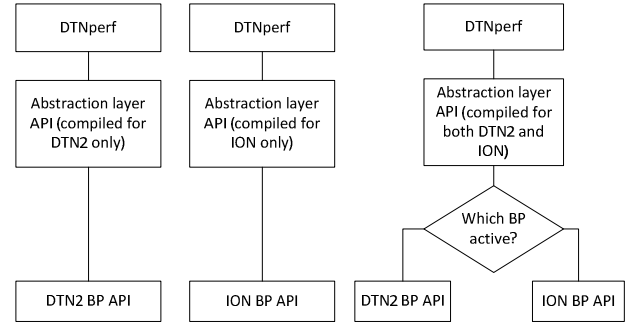 DTNperf
Abstraction layer
API (compiled for
DTN2 only)
DTN2 BP API
DTNperf
Abstraction layer
API (compiled for
ION only)
ION BP API
DTNperf
Abstraction layer
API (compiled for
both DTN2 and
ION)
Which BP
active?
DTN2 BP API
ION BP API